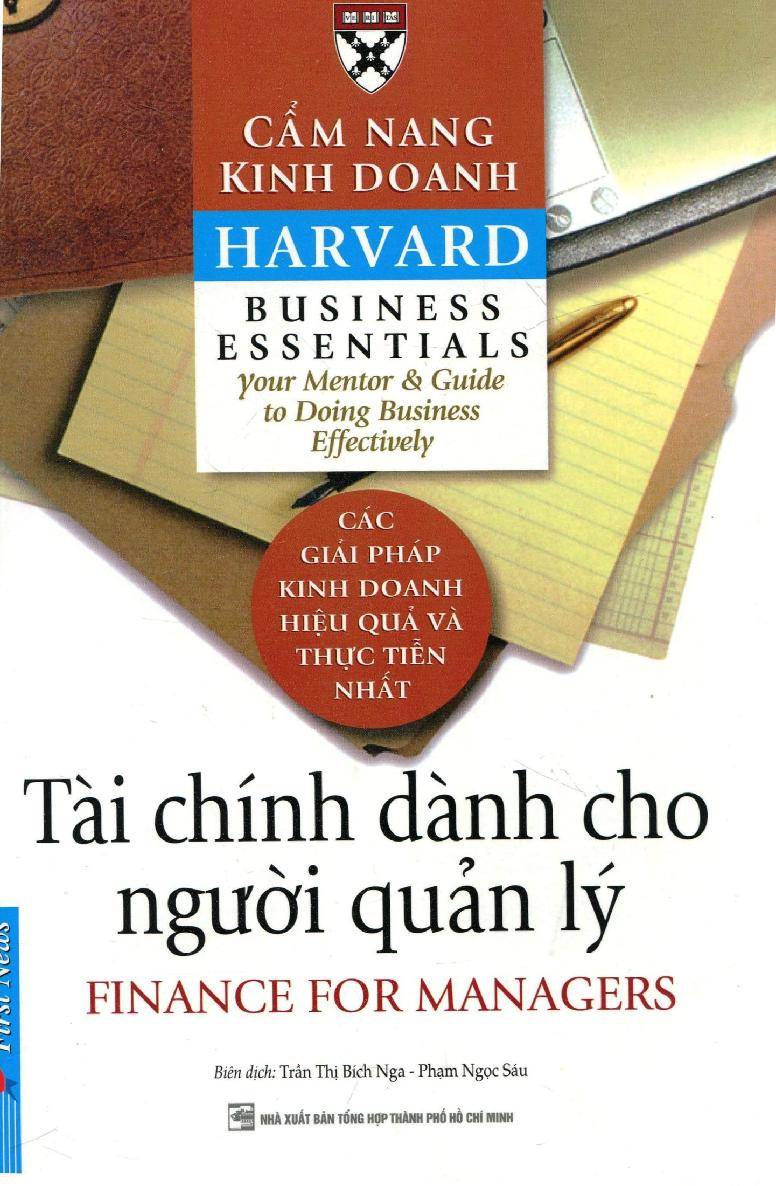 VE RI TAS
CẨM NANG
KINH DOANH
HARVARD
BUSINESS
ESSENTIALS
your Mentor & Guide
to Doing Business
Effectively
CÁC
GIẢI PHÁP
KINH DOANH
HIỆU QUẢ VÀ
THỰC TIỄN
NHẤT
Tài chính dành cho
người quản lý
FINANCE FOR MANAGERS
First News
Biên dịch: Trần Thị Bích Nga - Phạm Ngọc Sáu
NHÀ XUẤT BẢN TỔNG HỢP THÀNH PHỐ HỒ CHÍ MINH